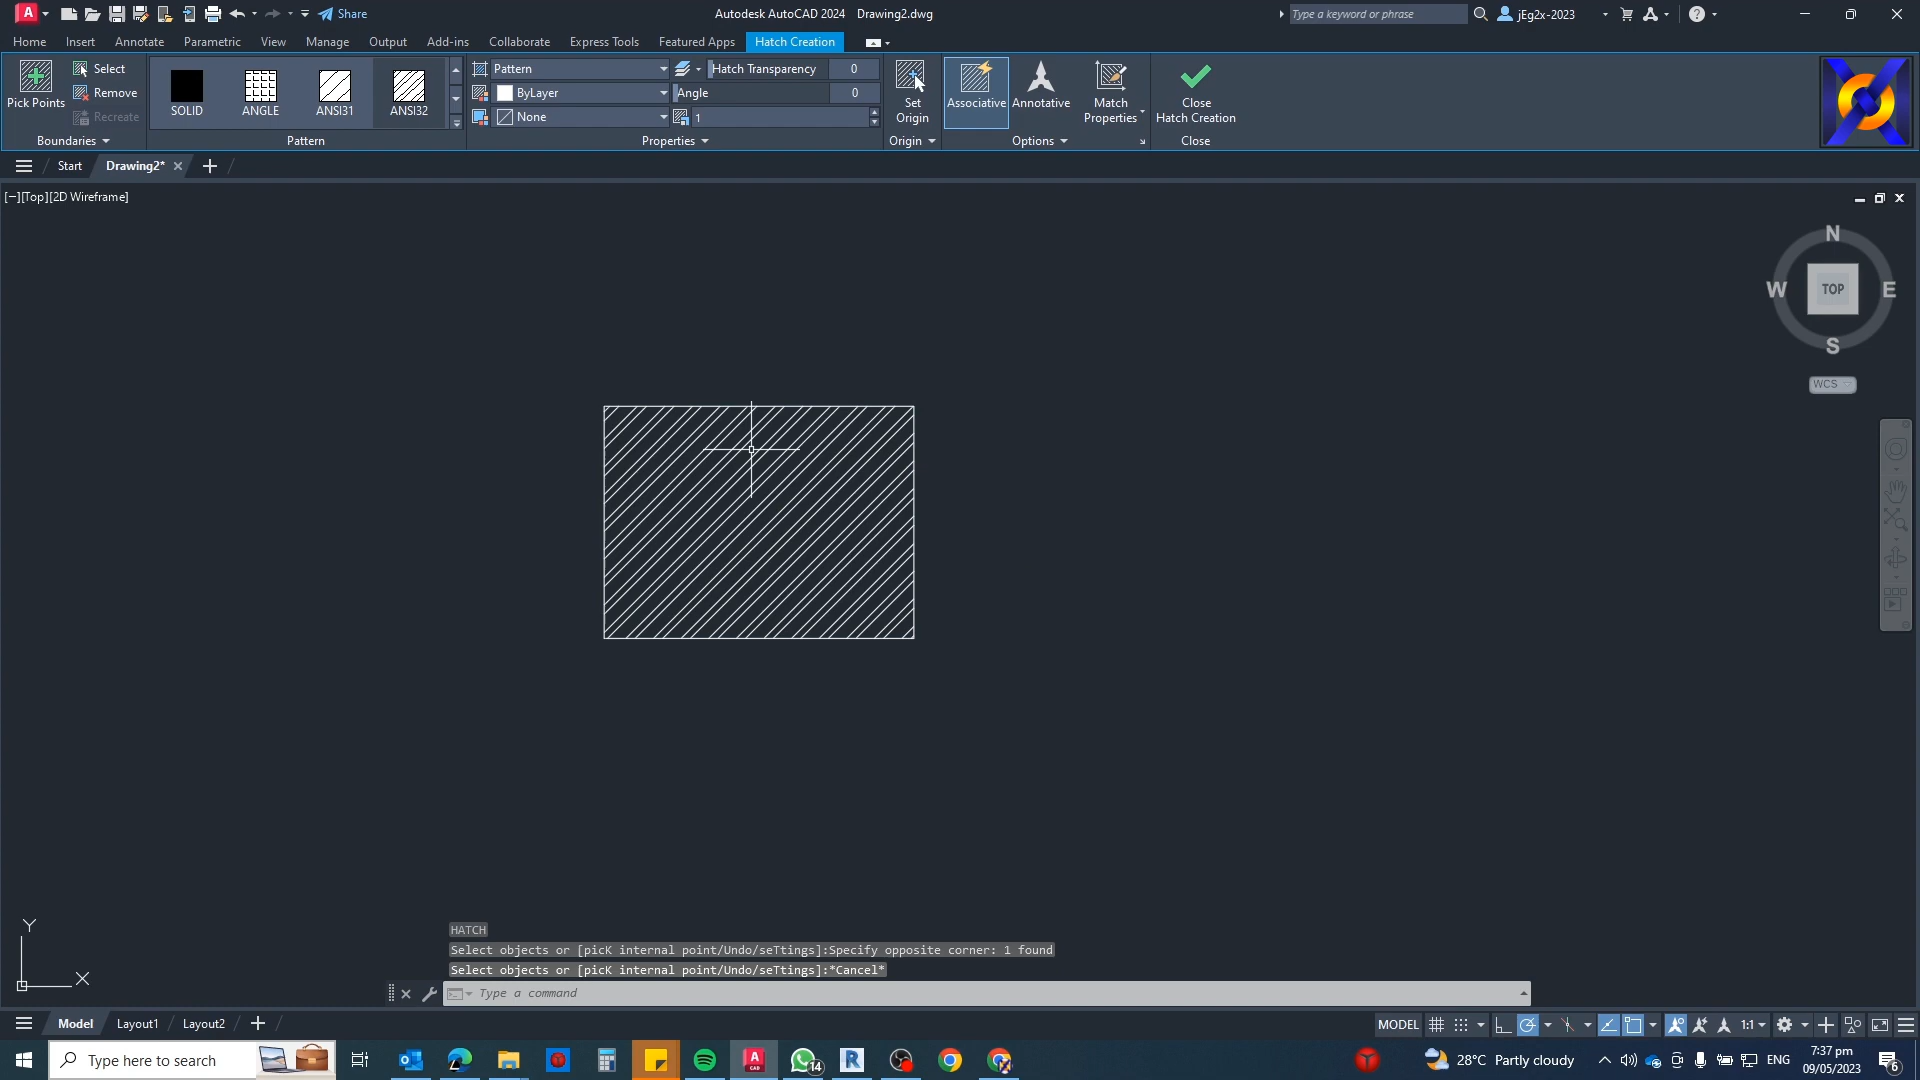 A Share Autodesk AutoCAD 2024 Drawing2.dwg Type a keyword or phrase jEg2x-2023
Home Insert Annotate Parametric View Manage Output Add-ins Collaborate Express Tools Featured Apps Hatch Creation
Pick Points
Select
Remove
Recreate
Boundaries
SOLID ANGLE ANSI31 ANSI32
Pattern
Pattern Hatch Transparency 0
ByLayer Angle 0
None 1
Properties
Set
Origin
Origin
Associative Annotative
Match
Properties
Options
Close
Hatch Creation
Close
Start Drawing2* +
[−][Top][2D Wireframe]
N
W TOP E
S
WCS
Y
X
HATCH
Select objects or [picK internal point/Undo/seTtings]:Specify opposite corner: 1 found
Select objects or [picK internal point/Undo/seTtings]:*Cancel*
Type a command
Model Layout1 Layout2 + MODEL 1:1
Type here to search A CAD 14 R 28°C Partly cloudy ENG 7:37 pm
09/05/2023 6